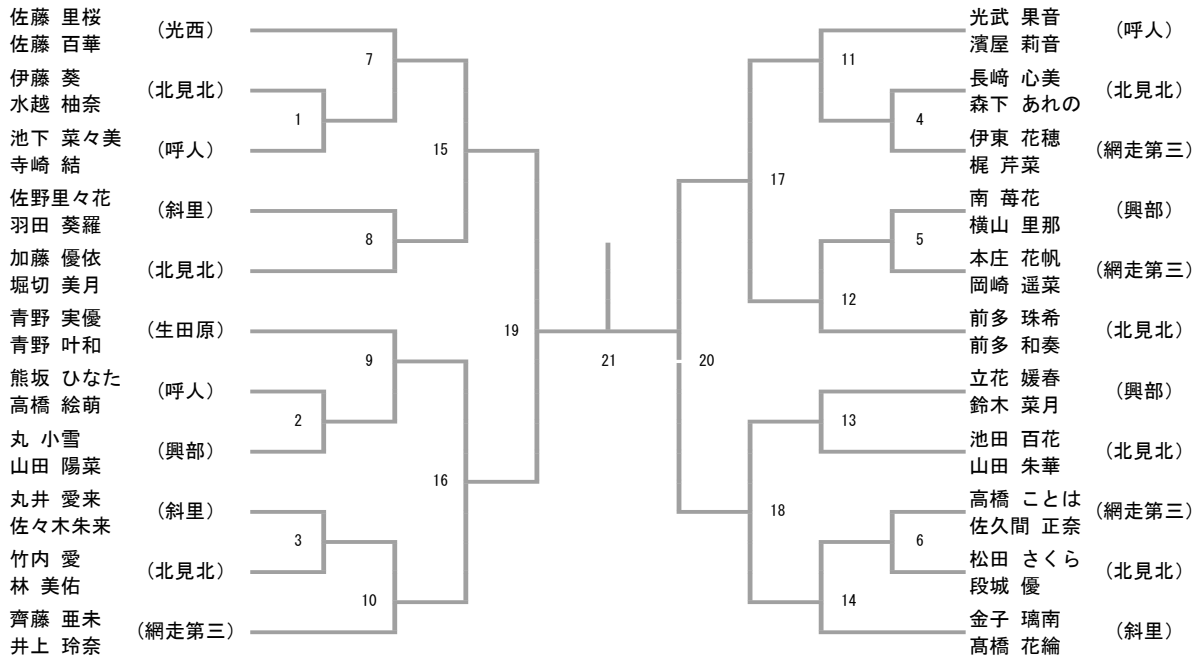 佐藤 里桜
佐藤 百華
(光西)
伊藤 葵
水越 柚奈
(北見北)
池下 菜々美
寺崎 結
(呼人)
佐野里々花
羽田 葵羅
(斜里)
加藤 優依
堀切 美月
(北見北)
青野 実優
青野 叶和
(生田原)
熊坂 ひなた
高橋 絵萌
(呼人)
丸 小雪
山田 陽菜
(興部)
丸井 愛来
佐々木朱来
(斜里)
竹内 愛
林 美佑
(北見北)
齊藤 亜未
井上 玲奈
(網走第三)
7
1
15
8
19
9
2
16
3
10
21
20
11
4
17
5
12
13
18
6
14
光武 果音
濱屋 莉音
(呼人)
長﨑 心美
森下 あれの
(北見北)
伊東 花穂
梶 芹菜
(網走第三)
南 苺花
横山 里那
(興部)
本庄 花帆
岡崎 遥菜
(網走第三)
前多 珠希
前多 和奏
(北見北)
立花 媛春
鈴木 菜月
(興部)
池田 百花
山田 朱華
(北見北)
高橋 ことは
佐久間 正奈
(網走第三)
松田 さくら
段城 優
(北見北)
金子 璃南
髙橋 花綸
(斜里)